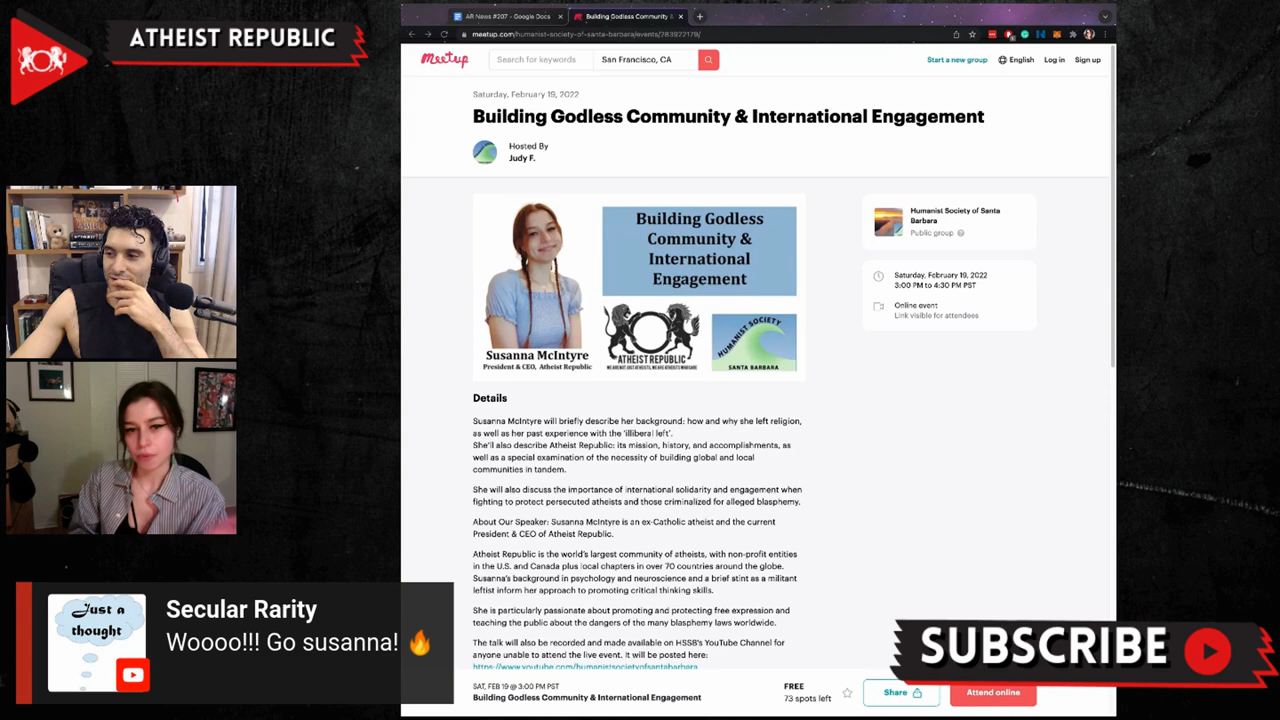 ATHEIST REPUBLIC
AR News #207 - Google Docs
Building Godless Community &
meetup.com/humanist-society-of-santa-barbara/events/283972179/
meetup
Search for keywords
San Francisco, CA
Start a new group
English
Log in
Sign up
Saturday, February 19, 2022
Building Godless Community & International Engagement
Hosted By
Judy F.
Building Godless
Community &
International
Engagement
Susanna McIntyre
President & CEO, Atheist Republic
ATHEIST REPUBLIC
WE ARE NOT JUST ATHEISTS, WE ARE ATHEISTS WHO CARE
HUMANIST SOCIETY
SANTA BARBARA
Humanist Society of Santa
Barbara
Public group
Saturday, February 19, 2022
3:00 PM to 4:30 PM PST
Online event
Link visible for attendees
Details
Susanna McIntyre will briefly describe her background: how and why she left religion,
as well as her past experience with the 'illiberal left'.
She'll also describe Atheist Republic: its mission, history, and accomplishments, as
well as a special examination of the necessity of building global and local
communities in tandem.
She will also discuss the importance of international solidarity and engagement when
fighting to protect persecuted atheists and those criminalized for alleged blasphemy.
About Our Speaker: Susanna McIntyre is an ex-Catholic atheist and the current
President & CEO of Atheist Republic.
Atheist Republic is the world's largest community of atheists, with non-profit entities
in the U.S. and Canada plus local chapters in over 70 countries around the globe.
Susanna's background in psychology and neuroscience and a brief stint as a militant
leftist inform her approach to promoting critical thinking skills.
She is particularly passionate about promoting and protecting free expression and
teaching the public about the dangers of the many blasphemy laws worldwide.
The talk will also be recorded and made available on HSSB's YouTube Channel for
anyone unable to attend the live event. It will be posted here:
https://www.youtube.com/humanistsocietyofsantabarbara
SAT, FEB 19 @ 3:00 PM PST
Building Godless Community & International Engagement
FREE
73 spots left
Share
Attend online
Just a
thought
Secular Rarity
Woooo!!! Go susanna! 🔥
SUBSCRIBE